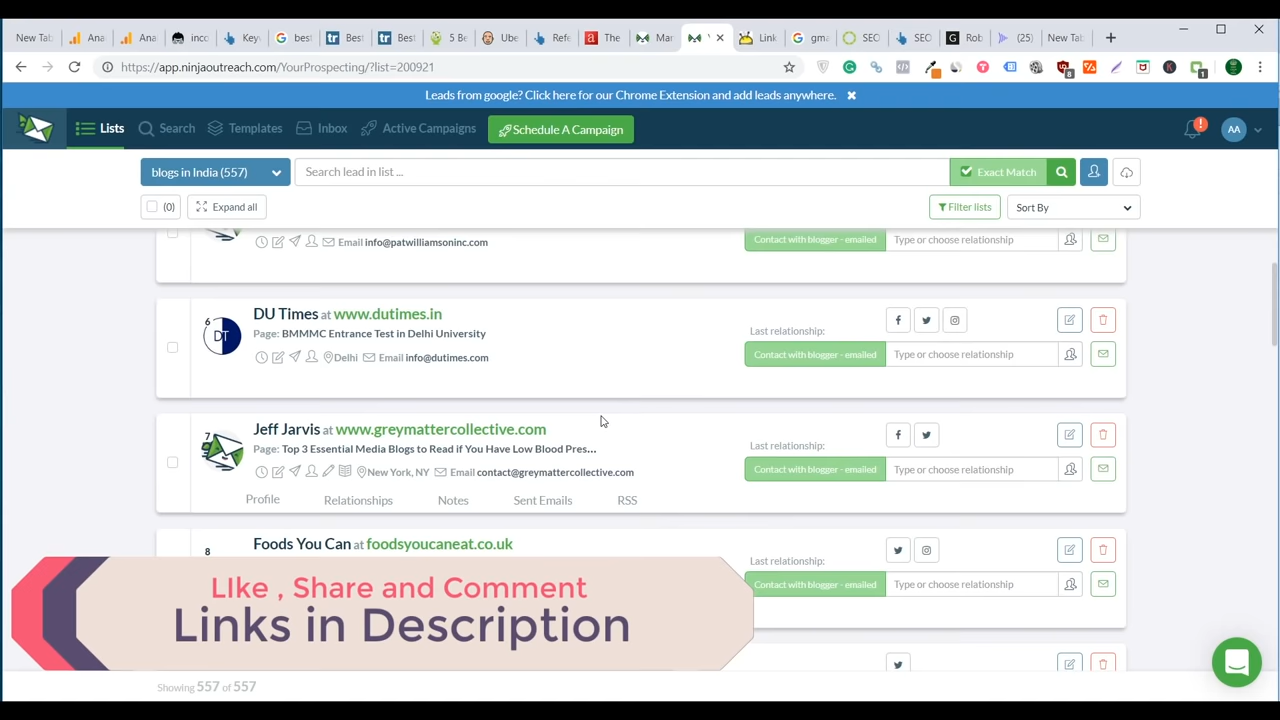 New Tab Ana Ana inco Key best Best Best 5 Be Ube Refe The Mar Link gma SEO SEO Rob (25) New Tab
https://app.ninjaoutreach.com/YourProspecting/?list=200921
8 1
Leads from google? Click here for our Chrome Extension and add leads anywhere.
Lists Search Templates Inbox Active Campaigns Schedule A Campaign ! AA
blogs in India (557) Search lead in list ... Exact Match
(0) Expand all Filter lists Sort By
Email info@patwilliamsoninc.com Contact with blogger - emailed Type or choose relationship
6 DT DU Times at www.dutimes.in
Page: BMMMC Entrance Test in Delhi University Last relationship:
Delhi Email info@dutimes.com Contact with blogger - emailed Type or choose relationship
7 Jeff Jarvis at www.greymattercollective.com
Page: Top 3 Essential Media Blogs to Read if You Have Low Blood Pres... Last relationship:
New York, NY Email contact@greymattercollective.com Contact with blogger - emailed Type or choose relationship
Profile Relationships Notes Sent Emails RSS
8 Foods You Can at foodsyoucaneat.co.uk
Last relationship:
Contact with blogger - emailed Type or choose relationship
LIke , Share and Comment
Links in Description
Showing 557 of 557